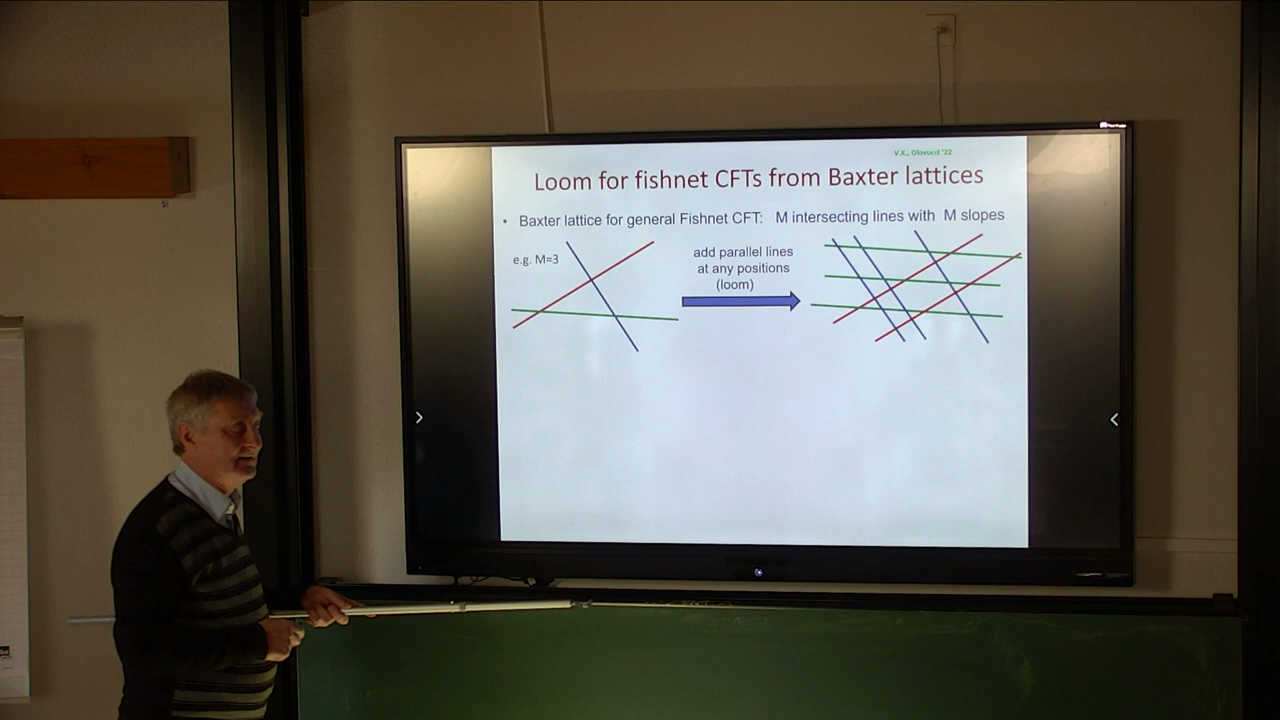 V.K., Olivucci '22
Loom for fishnet CFTs from Baxter lattices
• Baxter lattice for general Fishnet CFT: M intersecting lines with M slopes
e.g. M=3
add parallel lines
at any positions
(loom)